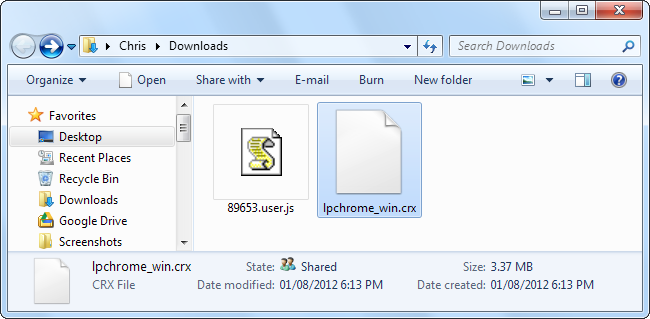 Chris Downloads Search Downloads
Organize Open Share with E-mail Burn New folder
Favorites
Desktop
Recent Places
Recycle Bin
Downloads
Google Drive
Screenshots
89653.user.js lpchrome_win.crx
lpchrome_win.crx State: Shared Size: 3.37 MB
CRX File Date modified: 01/08/2012 6:13 PM Date created: 01/08/2012 6:13 PM